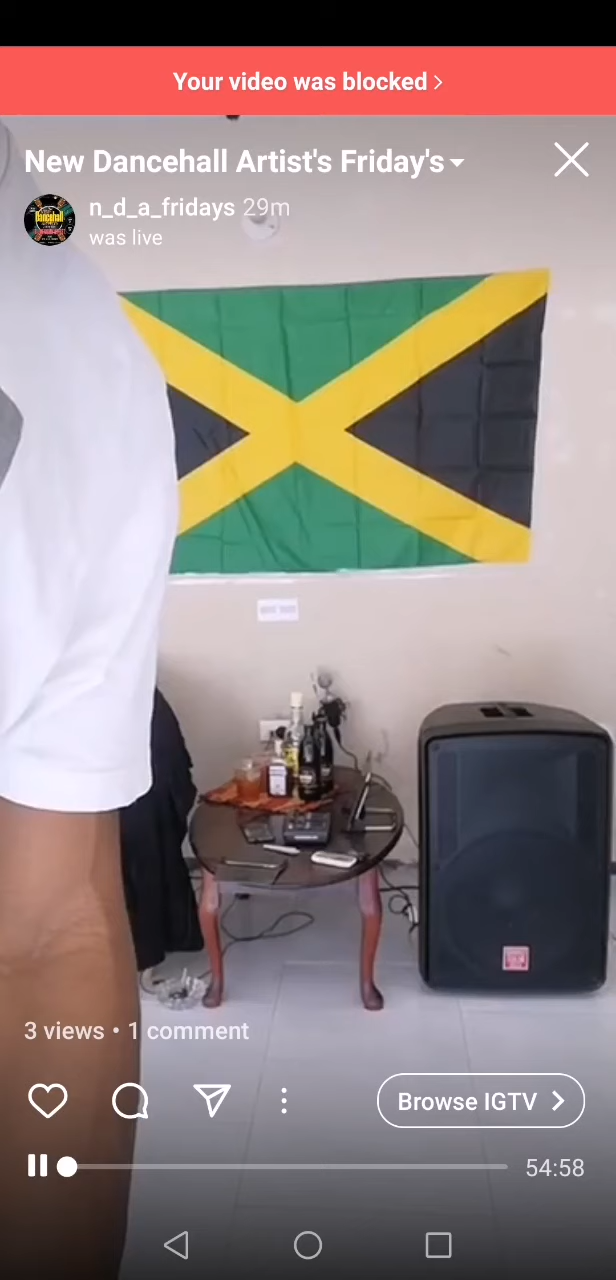 Your video was blocked >
New Dancehall Artist's Friday's
n_d_a_fridays 29m
was live
Dancehall
3 views • 1 comment
Browse IGTV >
54:58